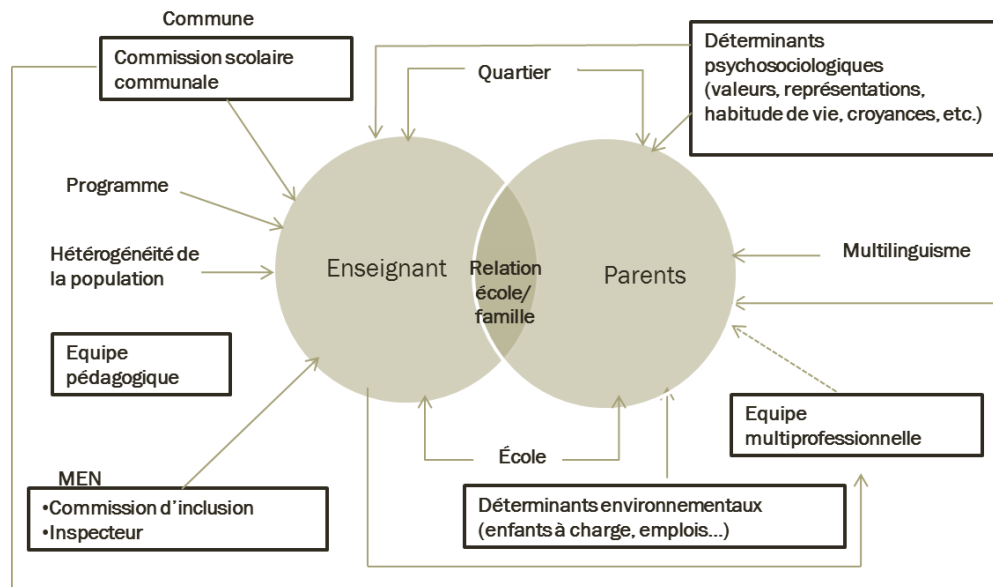 Commune
Commission scolaire
communale
Quartier
Déterminants
psychosociologiques
(valeurs, représentations,
habitude de vie, croyances, etc.)
Programme
Hétérogénéité de
la population
Enseignant
Relation
école/
famille
Parents
Multilinguisme
Equipe
pédagogique
Equipe
multiprofessionnelle
École
MEN
•Commission d'inclusion
•Inspecteur
Déterminants environnementaux
(enfants à charge, emplois...)